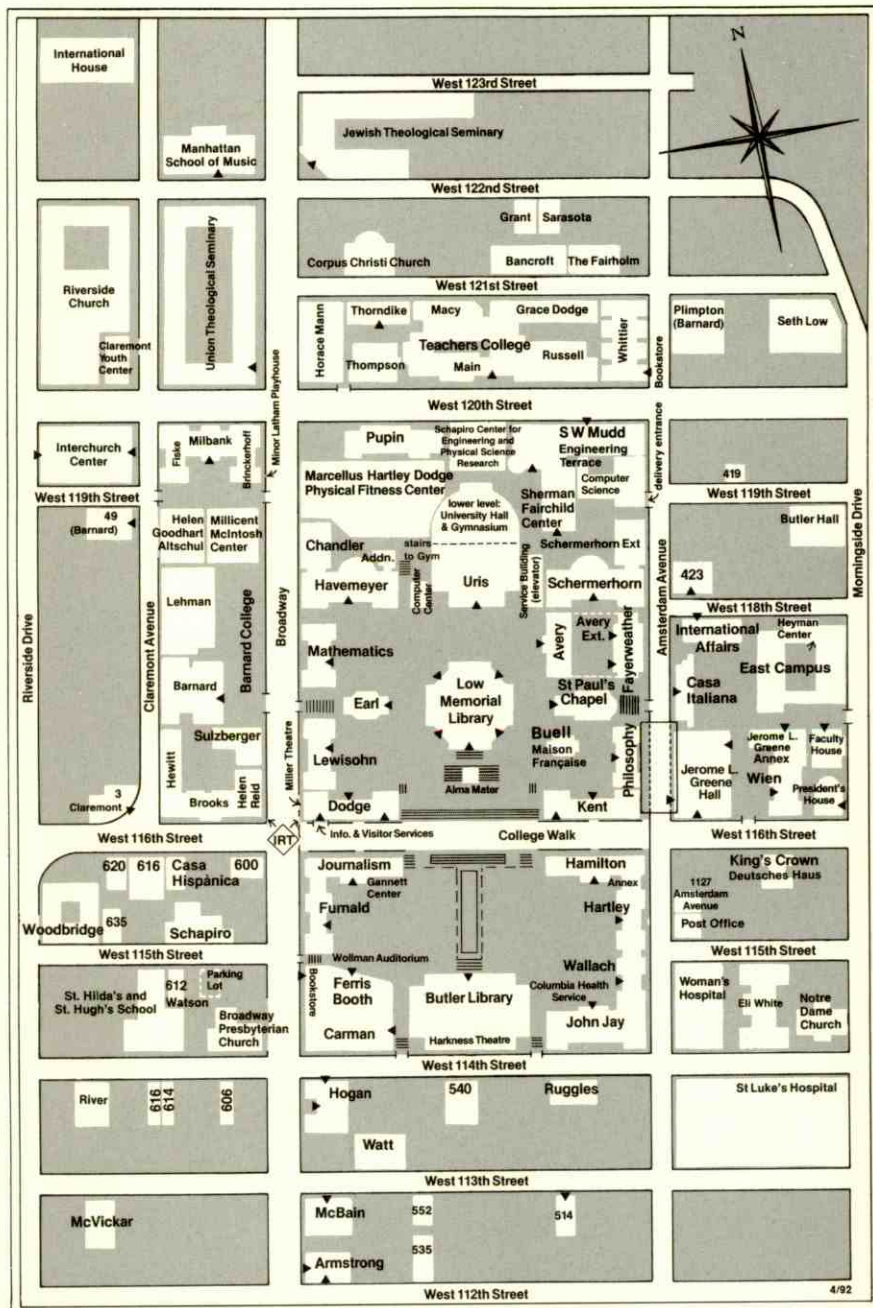 International
House
West 123rd Street
N
Jewish Theological Seminary
Manhattan
School of Music
West 122nd Street
Grant
Sarasota
Corpus Christi Church
Bancroft
The Fairholm
West 121st Street
Riverside
Church
Union Theological Seminary
Claremont
Youth
Center
Minor Latham Playhouse
Horace Mann
Thorndike
Macy
Grace Dodge
Teachers College
Thompson
Main
Russell
Whittier
Bookstore
Plimpton
(Barnard)
Seth Low
West 120th Street
Interchurch
Center
Fiske
Milbank
Brinckerhoff
Pupin
Schapiro Center for
Engineering and
Physical Science
Research
S W Mudd
Engineering
Terrace
Computer
Science
delivery entrance
419
West 119th Street
West 119th Street
Marcellus Hartley Dodge
Physical Fitness Center
lower level:
University Hall
& Gymnasium
Sherman
Fairchild
Center
49
(Barnard)
Helen
Goodhart
Altschul
Millicent
McIntosh
Center
Chandler
Addn.
stairs
to Gym
Computer
Center
Schermerhorn Ext
Butler Hall
Havemeyer
Uris
Service Building
(elevator)
Schermerhorn
423
Morningside Drive
Lehman
Riverside Drive
Claremont Avenue
Barnard College
Broadway
Amsterdam Avenue
West 118th Street
Mathematics
Avery
Avery
Ext.
Fayerweather
International
Affairs
Heyman
Center
East Campus
Casa
Italiana
Barnard
Earl
Low
Memorial
Library
St Paul's
Chapel
Sulzberger
Hewitt
Helen
Reid
Brooks
Miller Theatre
Lewisohn
Buell
Maison
Française
Philosophy
Jerome L.
Greene
Hall
Jerome L.
Greene
Annex
Wien
Faculty
House
President's
House
3
Claremont
Dodge
Alma Mater
Kent
West 116th Street
IRT
Info. & Visitor Services
College Walk
West 116th Street
620
616
Casa
Hispánica
600
Journalism
Gannett
Center
Hamilton
Annex
King's Crown
Deutsches Haus
1127
Amsterdam
Avenue
Post Office
Woodbridge
635
Schapiro
Furnald
Hartley
West 115th Street
West 115th Street
Wollman Auditorium
Wallach
Columbia Health
Service
St. Hilda's and
St. Hugh's School
612
Watson
Parking
Lot
Broadway
Presbyterian
Church
Bookstore
Ferris
Booth
Carman
Butler Library
Harkness Theatre
John Jay
Woman's
Hospital
Eli White
Notre
Dame
Church
West 114th Street
River
616
614
606
Hogan
540
Ruggles
Watt
St Luke's Hospital
West 113th Street
McVickar
McBain
552
535
514
Armstrong
West 112th Street
4/92